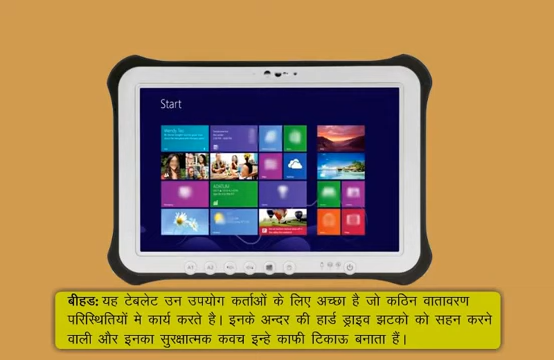 Start
बीहड: यह टेबलेट उन उपयोग कर्ताओं के लिए अच्छा है जो कठिन वातावरण
परिस्थितियों मे कार्य करते है। इनके अन्दर की हार्ड ड्राइव झटको को सहन करने
वाली और इनका सुरक्षात्मक कवच इन्हे काफी टिकाऊ बनाता हैं।